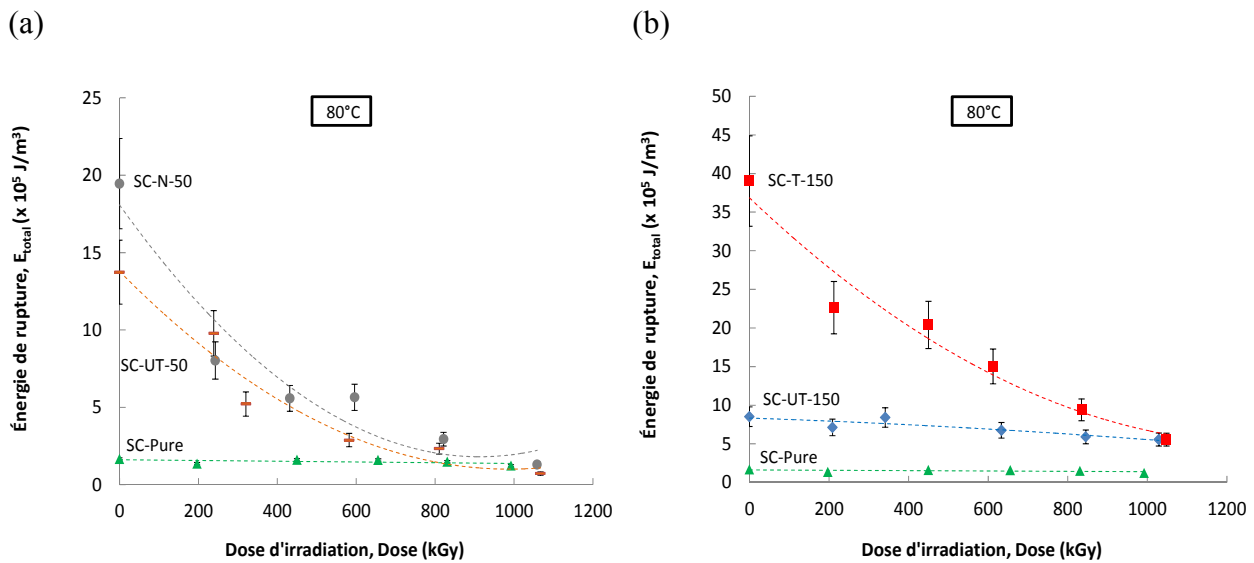 (a)
(b)
Énergie de rupture, E_total (x 10⁵ J/m³)
25
20
15
10
5
0
80°C
SC-N-50
SC-UT-50
SC-Pure
0 200 400 600 800 1000 1200
Dose d'irradiation, Dose (kGy)
Énergie de rupture, E_total (x 10⁵ J/m³)
50
45
40
35
30
25
20
15
10
5
0
80°C
SC-T-150
SC-UT-150
SC-Pure
0 200 400 600 800 1000 1200
Dose d'irradiation, Dose (kGy)